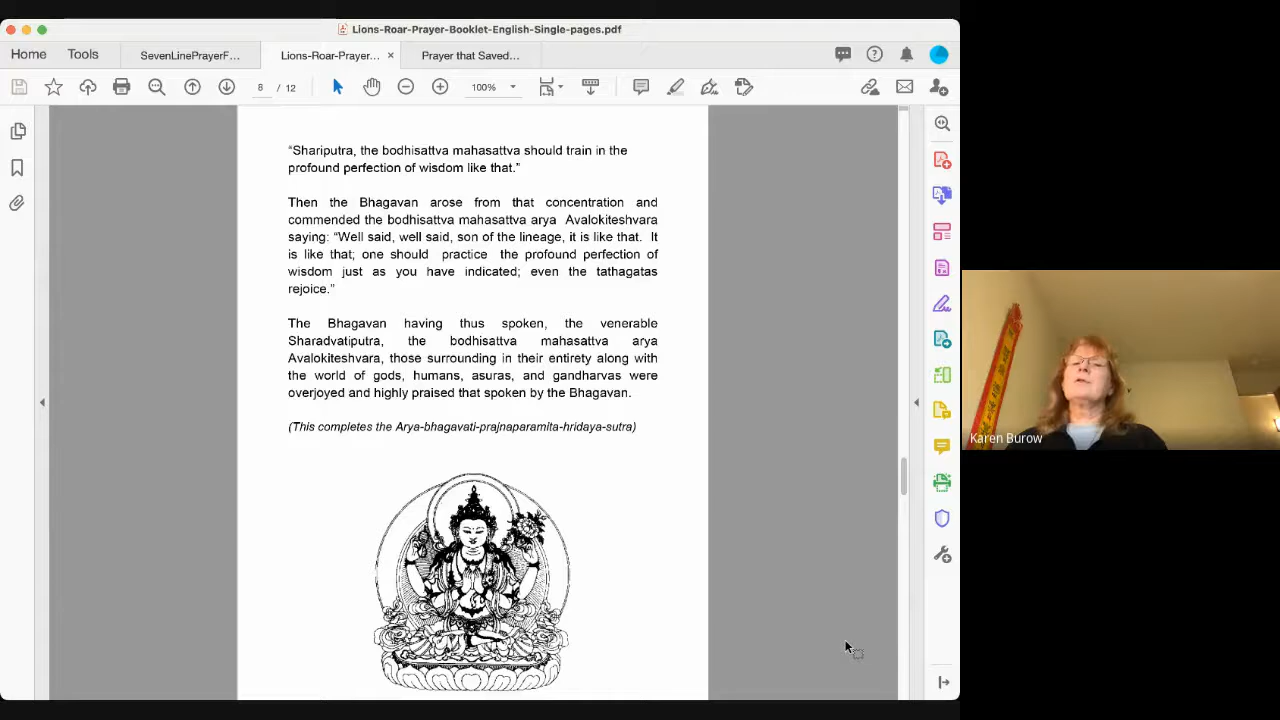 Lions-Roar-Prayer-Booklet-English-Single-pages.pdf
Home
Tools
SevenLinePrayerF...
Lions-Roar-Prayer... ×
Prayer that Saved...
8 / 12
100%
“Shariputra, the bodhisattva mahasattva should train in the
profound perfection of wisdom like that.”
Then the Bhagavan arose from that concentration and
commended the bodhisattva mahasattva arya Avalokiteshvara
saying: “Well said, well said, son of the lineage, it is like that. It
is like that; one should practice the profound perfection of
wisdom just as you have indicated; even the tathagatas
rejoice.”
The Bhagavan having thus spoken, the venerable
Sharadvatiputra, the bodhisattva mahasattva arya
Avalokiteshvara, those surrounding in their entirety along with
the world of gods, humans, asuras, and gandharvas were
overjoyed and highly praised that spoken by the Bhagavan.
(This completes the Arya-bhagavati-prajnaparamita-hridaya-sutra)
Karen Burow